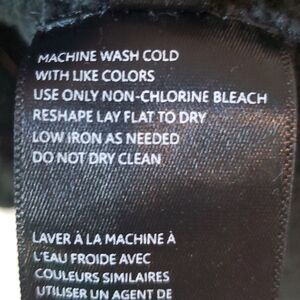 MACHINE WASH COLD
WITH LIKE COLORS
USE ONLY NON-CHLORINE BLEACH
RESHAPE LAY FLAT TO DRY
LOW IRON AS NEEDED
DO NOT DRY CLEAN
LAVER À LA MACHINE À
L'EAU FROIDE AVEC
COULEURS SIMILAIRES
UTILISER UN AGENT DE